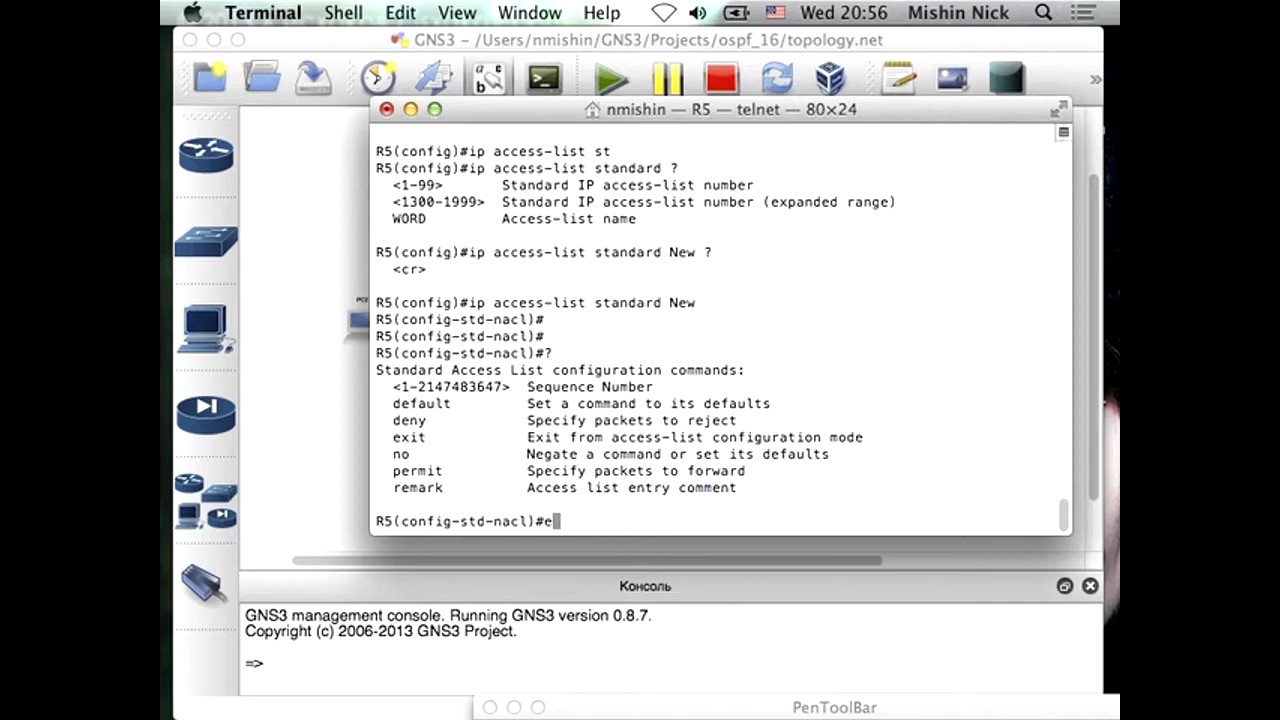 Terminal Shell Edit View Window Help Wed 20:56 Mishin Nick
GNS3 – /Users/nmishin/GNS3/Projects/ospf_16/topology.net
nmishin — R5 — telnet — 80×24
R5(config)#ip access-list st
R5(config)#ip access-list standard ?
<1-99> Standard IP access-list number
<1300-1999> Standard IP access-list number (expanded range)
WORD Access-list name
R5(config)#ip access-list standard New ?
<cr>
R5(config)#ip access-list standard New
R5(config-std-nacl)#
R5(config-std-nacl)#
R5(config-std-nacl)#?
Standard Access List configuration commands:
<1-2147483647> Sequence Number
default Set a command to its defaults
deny Specify packets to reject
exit Exit from access-list configuration mode
no Negate a command or set its defaults
permit Specify packets to forward
remark Access list entry comment
R5(config-std-nacl)#e
Консоль
GNS3 management console. Running GNS3 version 0.8.7.
Copyright (c) 2006-2013 GNS3 Project.
=>
PenToolBar